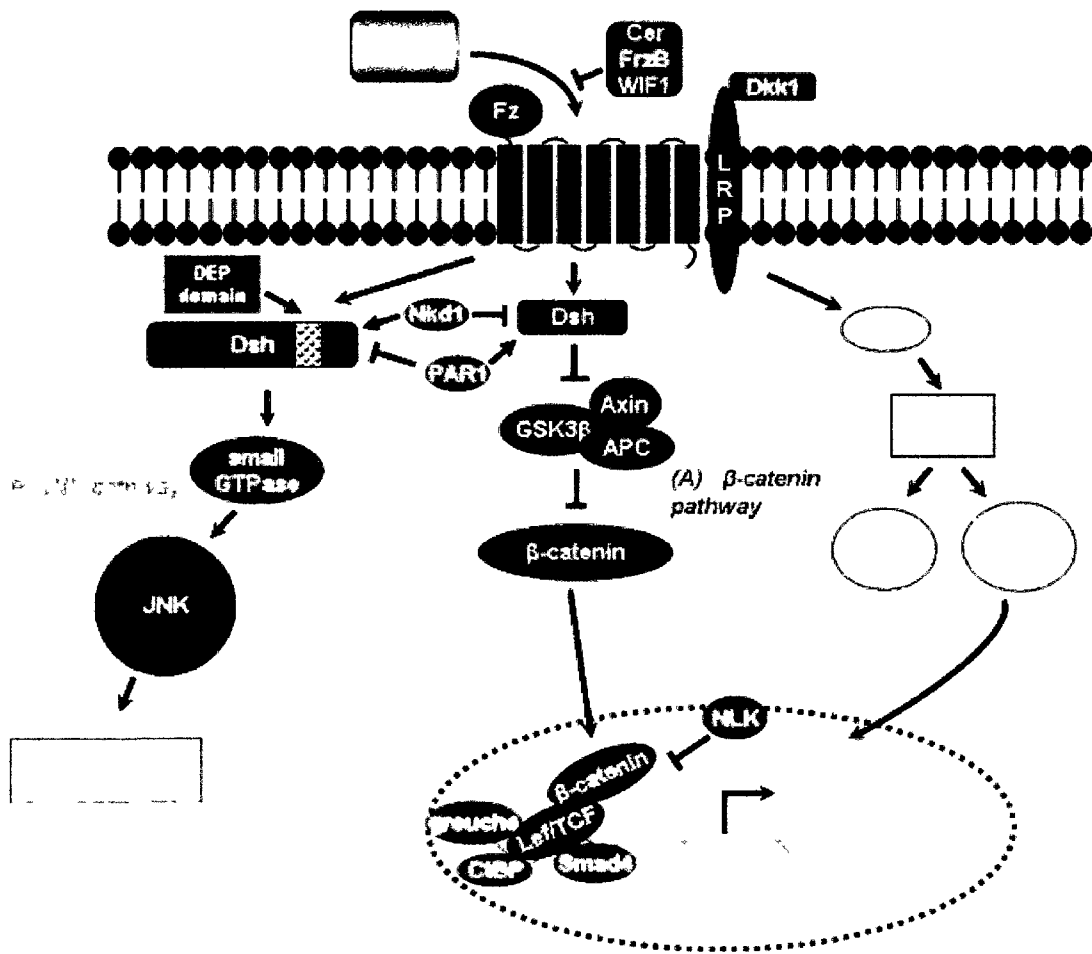 Cer
FrzB
WIF1
Dkk1
Fz
L
R
P
DEP
domain
Nkd1
Dsh
Dsh
PAR1
Axin
GSK3β
APC
small
GTPase
(A) β-catenin
pathway
β-catenin
JNK
NLK
β-catenin
groucho
Lef/TCF
Smad4